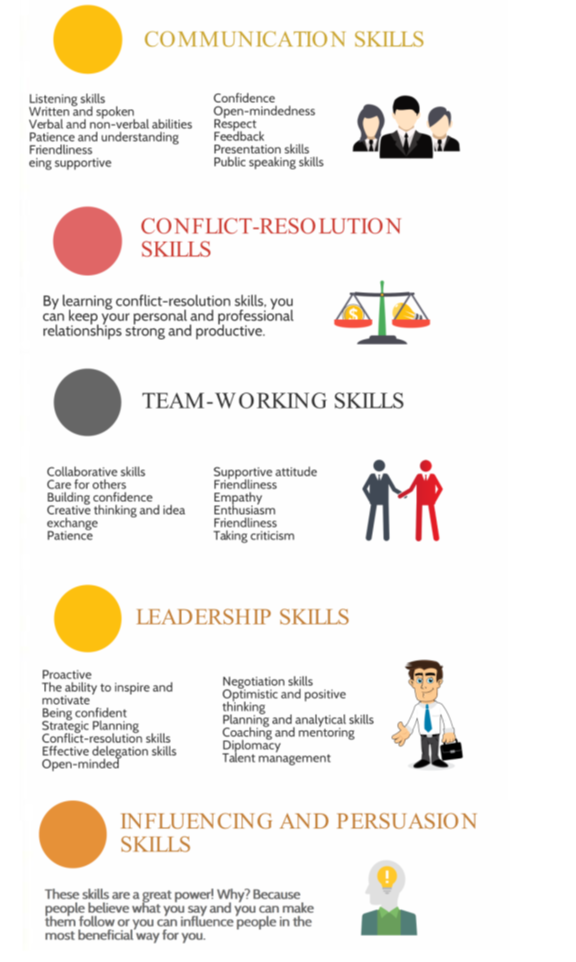 COMMUNICATION SKILLS
Listening skills
Written and spoken
Verbal and non-verbal abilities
Patience and understanding
Friendliness
eing supportive
Confidence
Open-mindedness
Respect
Feedback
Presentation skills
Public speaking skills
CONFLICT-RESOLUTION
SKILLS
By learning conflict-resolution skills, you
can keep your personal and professional
relationships strong and productive.
$
TEAM-WORKING SKILLS
Collaborative skills
Care for others
Building confidence
Creative thinking and idea
exchange
Patience
Supportive attitude
Friendliness
Empathy
Enthusiasm
Friendliness
Taking criticism
LEADERSHIP SKILLS
Proactive
The ability to inspire and
motivate
Being confident
Strategic Planning
Conflict-resolution skills
Effective delegation skills
Open-minded
Negotiation skills
Optimistic and positive
thinking
Planning and analytical skills
Coaching and mentoring
Diplomacy
Talent management
INFLUENCING AND PERSUASION
SKILLS
These skills are a great power! Why? Because
people believe what you say and you can make
them follow or you can influence people in the
most beneficial way for you.
!